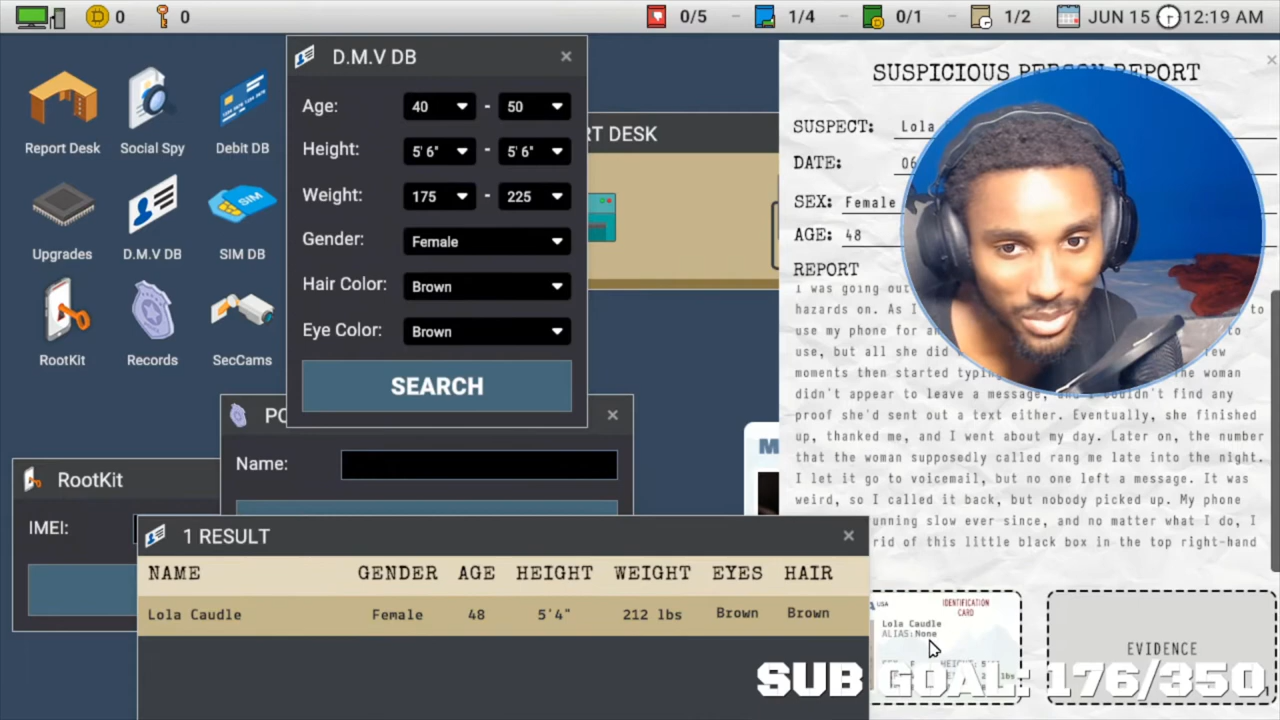 0
0
0/5
1/4
0/1
1/2
JUN 15
12:19 AM
Report Desk
Social Spy
Debit DB
Upgrades
D.M.V DB
SIM DB
RootKit
Records
SecCams
D.M.V DB
Age:
40
-
50
Height:
5' 6"
-
5' 6"
Weight:
175
-
225
Gender:
Female
Hair Color:
Brown
Eye Color:
Brown
SEARCH
RT DESK
Name:
RootKit
IMEI:
1 RESULT
NAME GENDER AGE HEIGHT WEIGHT EYES HAIR
Lola Caudle Female 48 5'4" 212 lbs Brown Brown
SUSPICIOUS PERSON REPORT
SUSPECT: Lola
DATE: 06
SEX: Female
AGE: 48
REPORT
I was going out
hazards on. As I to
use my phone for an to
use, but all she did few
moments then started typing The woman
didn't appear to leave a message, and I couldn't find any
proof she'd sent out a text either. Eventually, she finished
up, thanked me, and I went about my day. Later on, the number
that the woman supposedly called rang me late into the night.
I let it go to voicemail, but no one left a message. It was
weird, so I called it back, but nobody picked up. My phone
unning slow ever since, and no matter what I do, I
rid of this little black box in the top right-hand
USA
IDENTIFICATION
CARD
Lola Caudle
ALIAS: None
EVIDENCE
SUB GOAL: 176/350